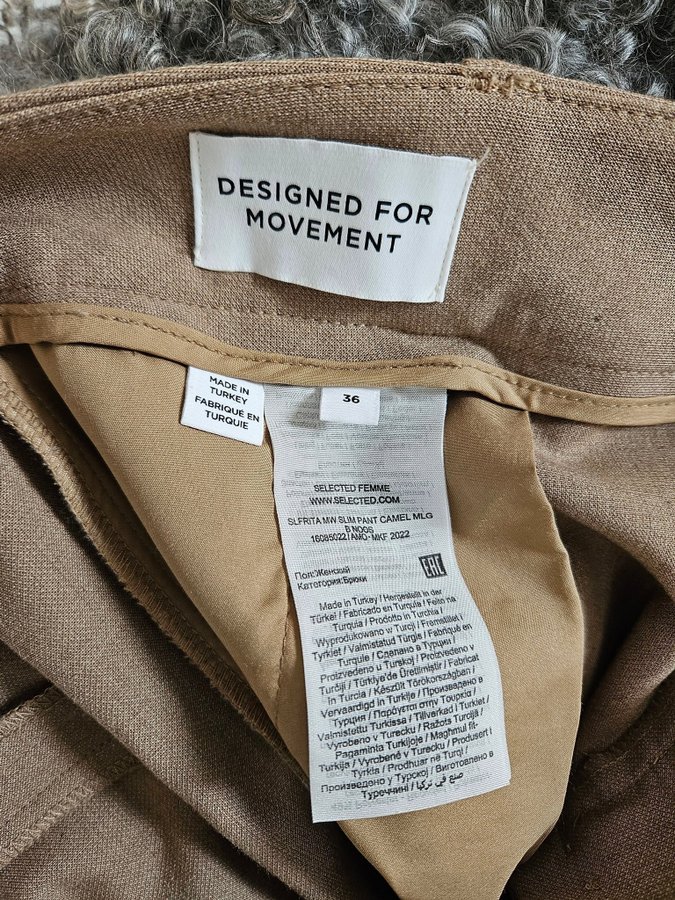 DESIGNED FOR
MOVEMENT
MADE IN
TURKEY
FABRIQUÉ EN
TURQUIE
36
SELECTED FEMME
WWW.SELECTED.COM
SLFRITA MW SLIM PANT CAMEL MLG
B NOOS
16085022 | AMO - MKF 2022
Пол:Женский
Категория:Брюки
EAC
Made in Turkey / Hergestellt in der
Türkei / Fabricado en Turquía / Feito na
Turquia / Prodotto in Turchia /
Wyprodukowano w Turcji / Fremstillet i
Tyrkiet / Valmistatud Türgis / Fabriqué en
Turquie / Сделано в Турции /
Proizvedeno u Turskoj / Proizvedeno v
Turčiji / Türkiye'de Üretilmiştir / Fabricat
în Turcia / Készült Törökországban /
Vervaardigd in Turkije / Произведено в
Турция / Παράγεται στην Τουρκία /
Valmistettu Turkissa / Tillverkad i Turkiet /
Vyrobeno v Turecku / Ražots Turcijā /
Pagaminta Turkijoje / Maghmul fit-
Turkija / Vyrobené v Turecku / Produsert i
Tyrkia / Prodhuar në Turqi /
Произведено у Турској / Виготовлено в
Туреччині / صنع في تركيا